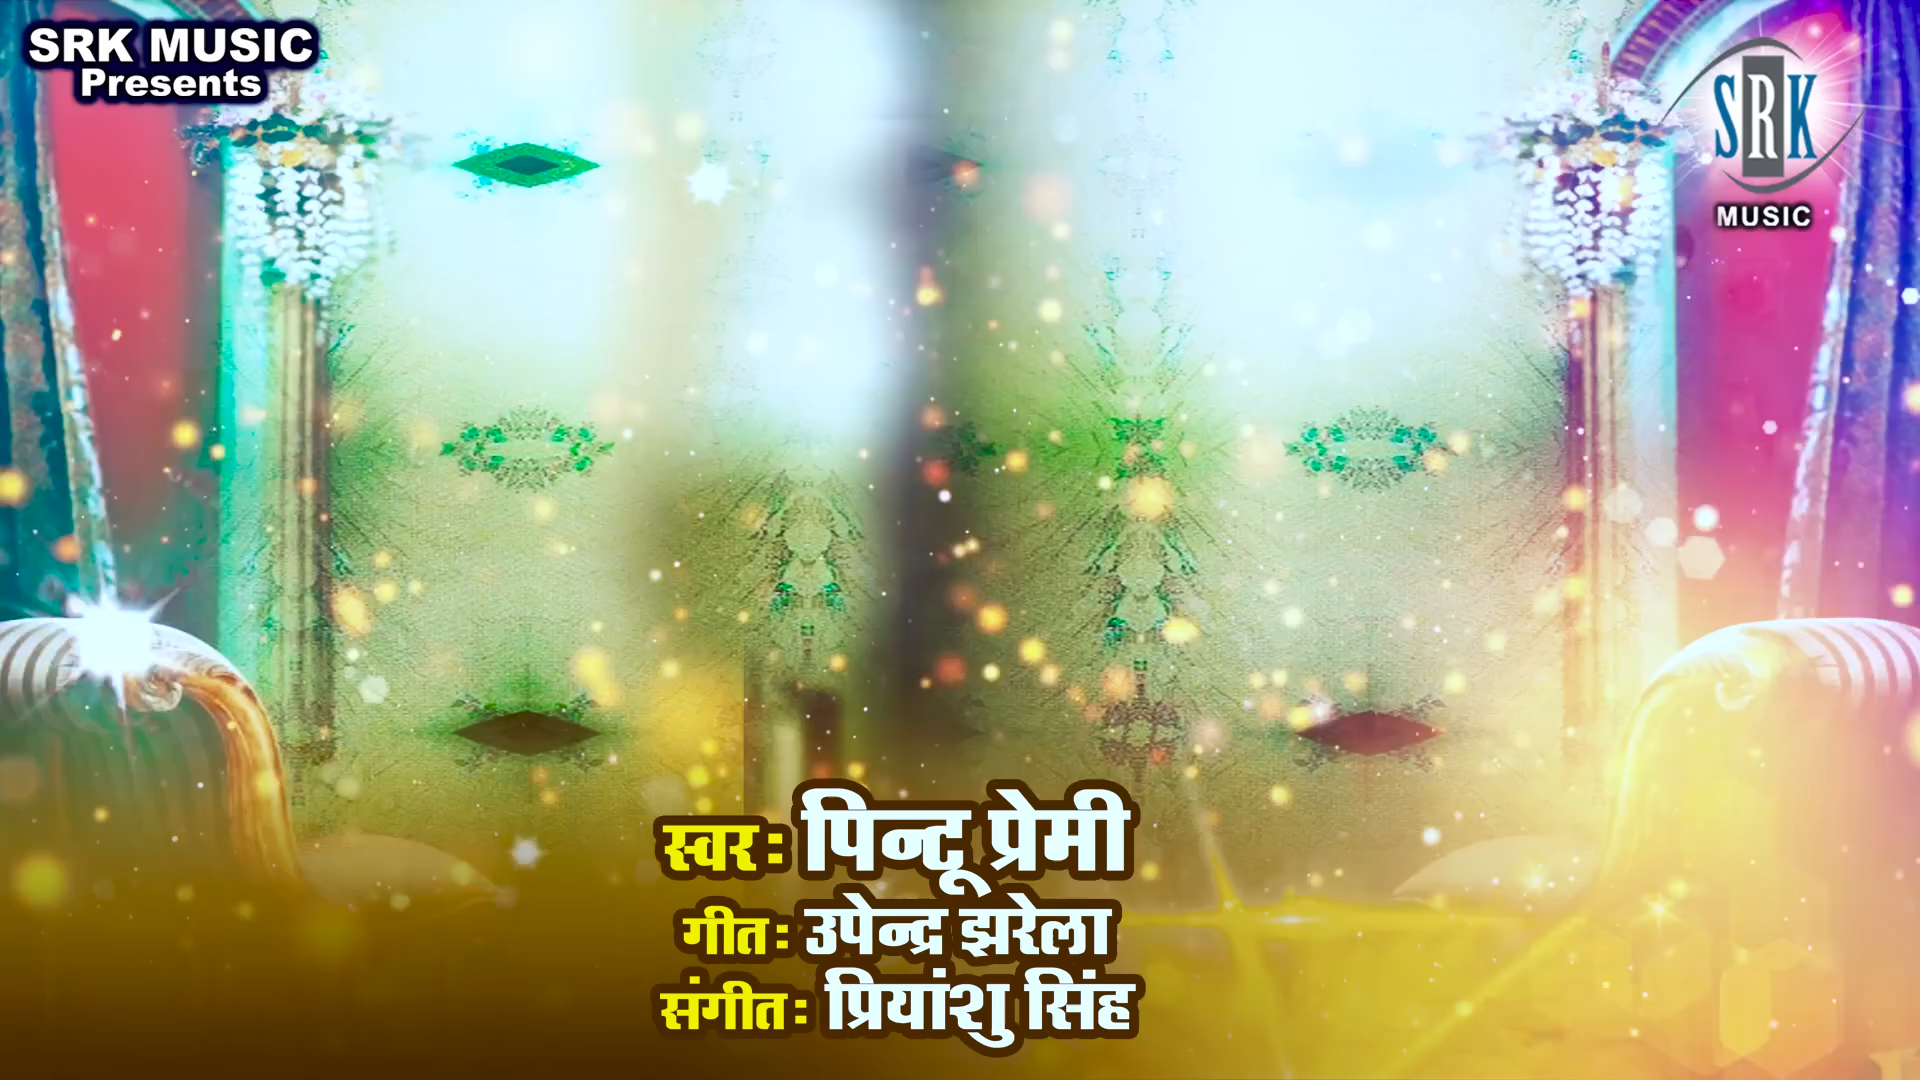 SRK MUSIC
Presents
SRK
MUSIC
स्वर: पिन्टू प्रेमी
गीत: उपेन्द्र झरेला
संगीत: प्रियांशु सिंह